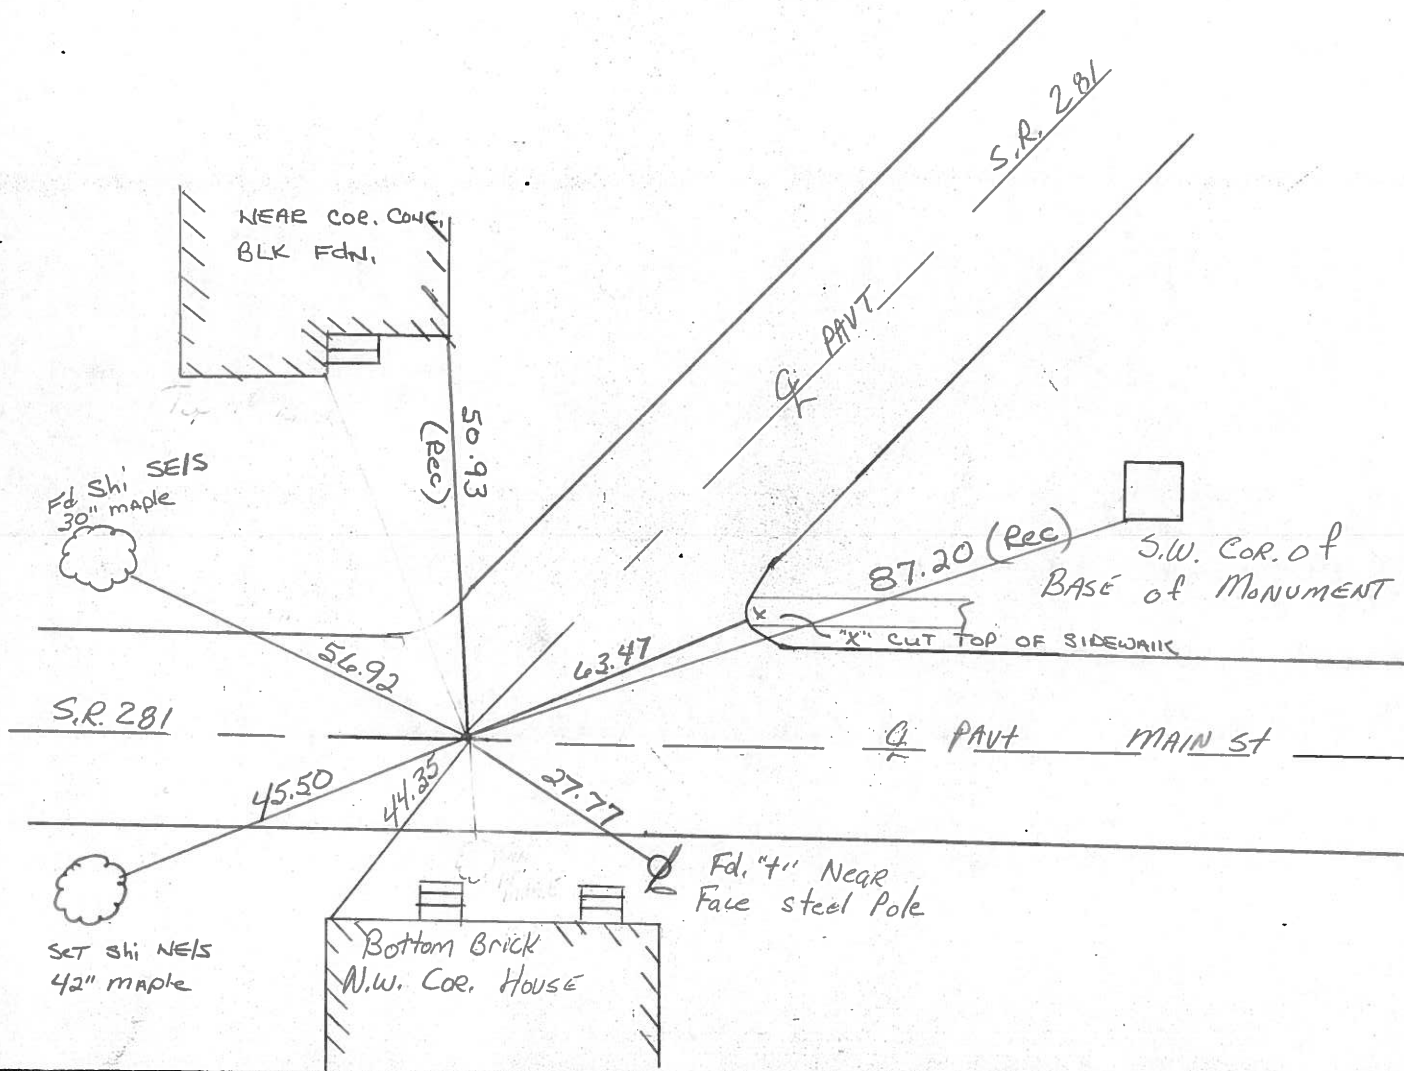 S.R. 281
NEAR COR. CONC.
BLK FdN.
℄ PAVT
50.93
(Rec)
Fd Shi SE/S
30" maple
87.20 (Rec)
S.W. COR. of
BASE of MONUMENT
"X" CUT TOP OF SIDEWALK
x
63.47
56.92
S.R. 281
℄ PAVt MAIN St
45.50
44.35
27.77
Fd. "+" Near
Face steel Pole
Set Shi NE/S
42" maple
Bottom Brick
N.W. Cor. House